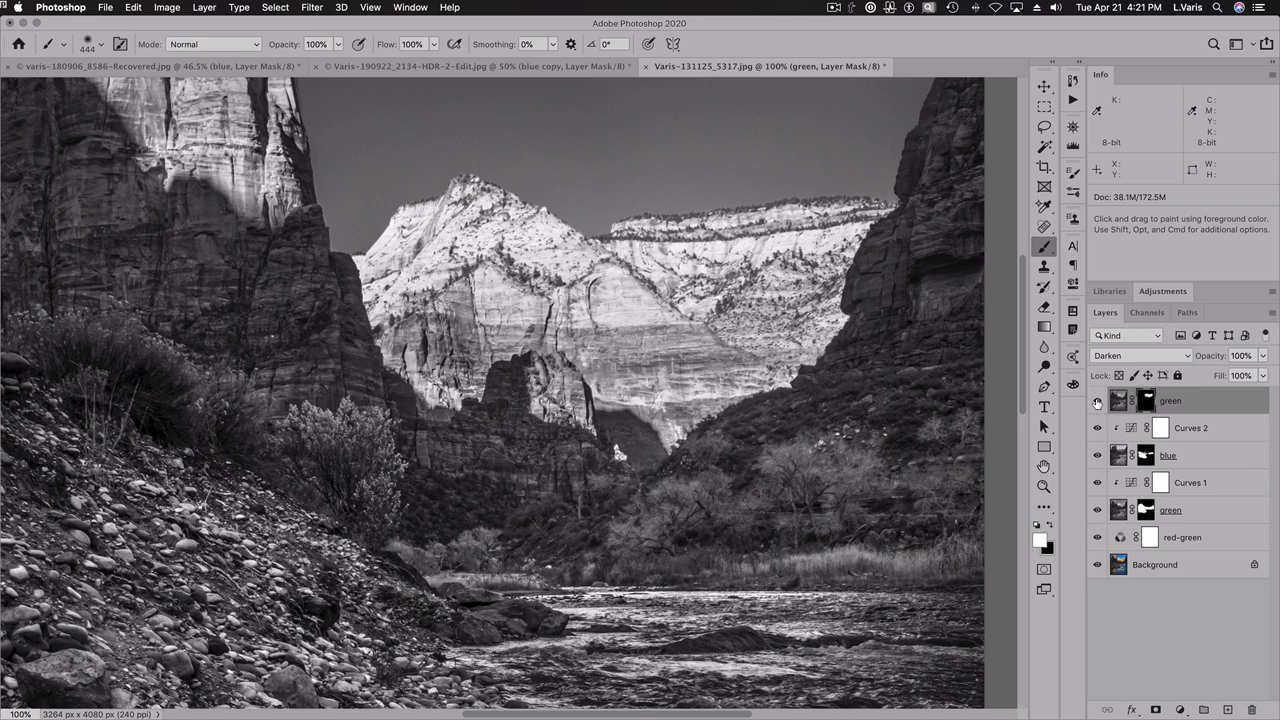 Photoshop File Edit Image Layer Type Select Filter 3D View Window Help Tue Apr 21 4:21 PM L.Varis
Adobe Photoshop 2020
444 Mode: Normal Opacity: 100% Flow: 100% Smoothing: 0% 0°
× © varis-180906_8586-Recovered.jpg @ 46.5% (blue, Layer Mask/8) * × © Varis-190922_2134-HDR-2-Edit.jpg @ 50% (blue copy, Layer Mask/8) * × Varis-131125_5317.jpg @ 100% (green, Layer Mask/8) *
Info
K: C:
M:
Y:
K:
8-bit 8-bit
X: W:
Y: H:
Doc: 38.1M/172.5M
Click and drag to paint using foreground color.
Use Shift, Opt, and Cmd for additional options.
Libraries Adjustments
Layers Channels Paths
Kind
Darken Opacity: 100%
Lock: Fill: 100%
green
Curves 2
blue
Curves 1
green
red-green
Background
100% 3264 px x 4080 px (240 ppi)